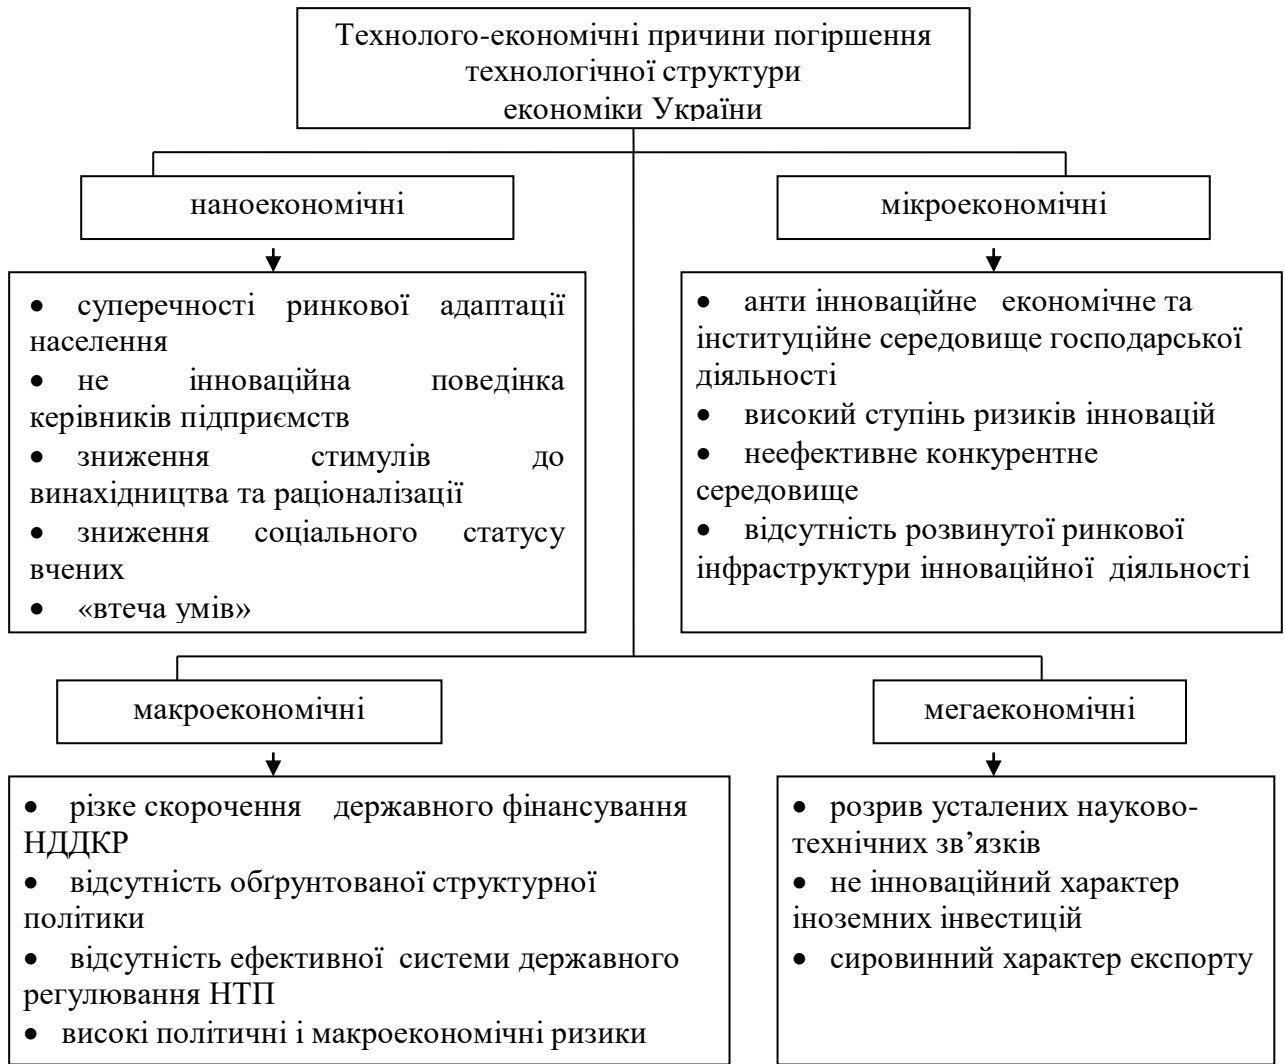 Технолого-економічні причини погіршення
технологічної структури
економіки України
наноекономічні
мікроекономічні
• суперечності ринкової адаптації
населення
• не інноваційна поведінка
керівників підприємств
• зниження стимулів до
винахідництва та раціоналізації
• зниження соціального статусу
вчених
• «втеча умів»
• анти інноваційне економічне та
інституційне середовище господарської
діяльності
• високий ступінь ризиків інновацій
• неефективне конкурентне
середовище
• відсутність розвинутої ринкової
інфраструктури інноваційної діяльності
макроекономічні
мегаекономічні
• різке скорочення державного фінансування
НДДКР
• відсутність обґрунтованої структурної
політики
• відсутність ефективної системи державного
регулювання НТП
• високі політичні і макроекономічні ризики
• розрив усталених науково-
технічних зв’язків
• не інноваційний характер
іноземних інвестицій
• сировинний характер експорту